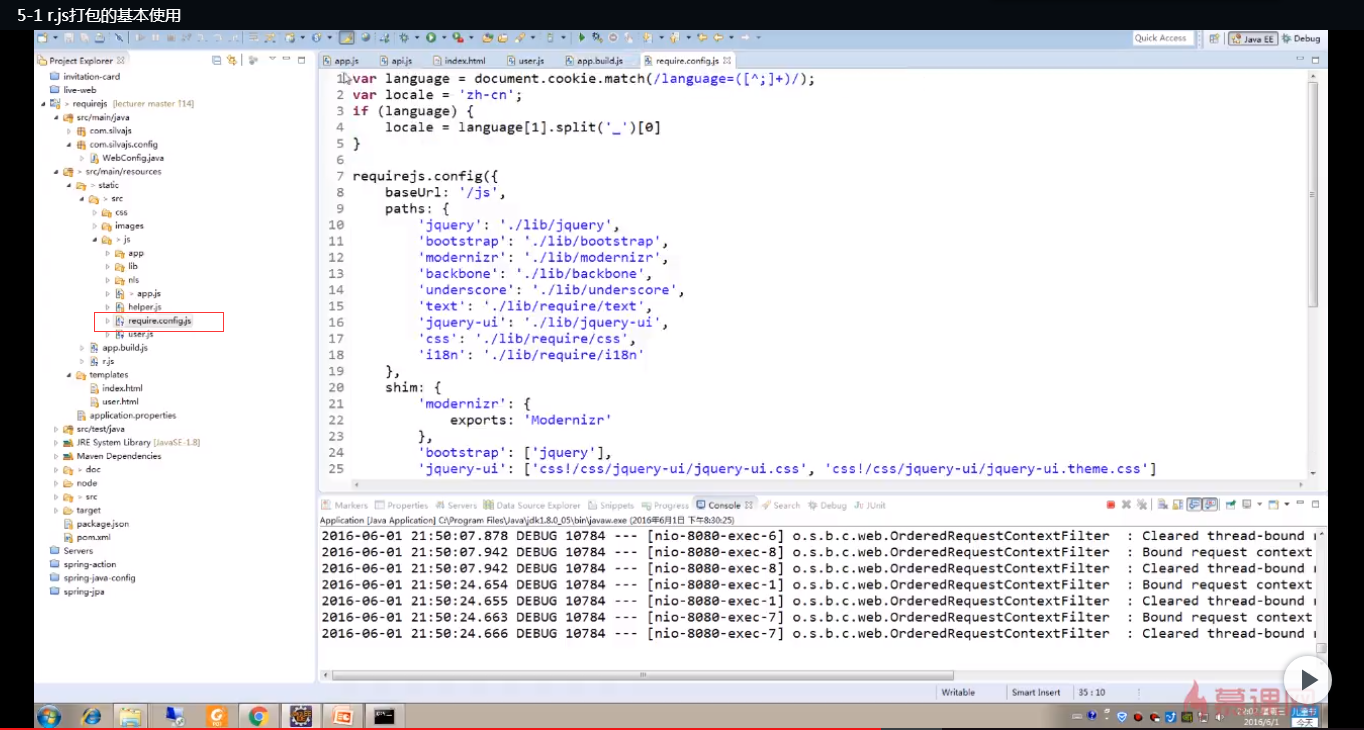 5-1 r.js打包的基本使用
Quick Access
Java EE
Debug
Project Explorer
invitation-card
live-web
> requirejs [lecturer master ↑14]
src/main/java
com.silvajs
com.silvajs.config
WebConfig.java
> src/main/resources
> static
> src
css
images
> js
app
lib
nls
> app.js
helper.js
require.config.js
user.js
app.build.js
r.js
templates
index.html
user.html
application.properties
src/test/java
JRE System Library [JavaSE-1.8]
Maven Dependencies
> doc
node
> src
target
package.json
pom.xml
Servers
spring-action
spring-java-config
spring-jpa
app.js
api.js
index.html
user.js
app.build.js
require.config.js
1 var language = document.cookie.match(/language=([^;]+)/);
2 var locale = 'zh-cn';
3 if (language) {
4 locale = language[1].split('_')[0]
5 }
6
7 requirejs.config({
8 baseUrl: '/js',
9 paths: {
10 'jquery': './lib/jquery',
11 'bootstrap': './lib/bootstrap',
12 'modernizr': './lib/modernizr',
13 'backbone': './lib/backbone',
14 'underscore': './lib/underscore',
15 'text': './lib/require/text',
16 'jquery-ui': './lib/jquery-ui',
17 'css': './lib/require/css',
18 'i18n': './lib/require/i18n'
19 },
20 shim: {
21 'modernizr': {
22 exports: 'Modernizr'
23 },
24 'bootstrap': ['jquery'],
25 'jquery-ui': ['css!/css/jquery-ui/jquery-ui.css', 'css!/css/jquery-ui/jquery-ui.theme.css']
Markers
Properties
Servers
Data Source Explorer
Snippets
Progress
Console
Search
Debug
JUnit
Application [Java Application] C:\Program Files\Java\jdk1.8.0_05\bin\javaw.exe (2016年6月1日 下午8:30:25)
2016-06-01 21:50:07.878 DEBUG 10784 --- [nio-8080-exec-6] o.s.b.c.web.OrderedRequestContextFilter : Cleared thread-bound
2016-06-01 21:50:07.942 DEBUG 10784 --- [nio-8080-exec-8] o.s.b.c.web.OrderedRequestContextFilter : Bound request context
2016-06-01 21:50:07.942 DEBUG 10784 --- [nio-8080-exec-8] o.s.b.c.web.OrderedRequestContextFilter : Cleared thread-bound
2016-06-01 21:50:24.654 DEBUG 10784 --- [nio-8080-exec-1] o.s.b.c.web.OrderedRequestContextFilter : Bound request context
2016-06-01 21:50:24.655 DEBUG 10784 --- [nio-8080-exec-1] o.s.b.c.web.OrderedRequestContextFilter : Cleared thread-bound
2016-06-01 21:50:24.663 DEBUG 10784 --- [nio-8080-exec-7] o.s.b.c.web.OrderedRequestContextFilter : Bound request context
2016-06-01 21:50:24.666 DEBUG 10784 --- [nio-8080-exec-7] o.s.b.c.web.OrderedRequestContextFilter : Cleared thread-bound
Writable
Smart Insert
35 : 10
慕课网
2016/6/1
儿童节
今天